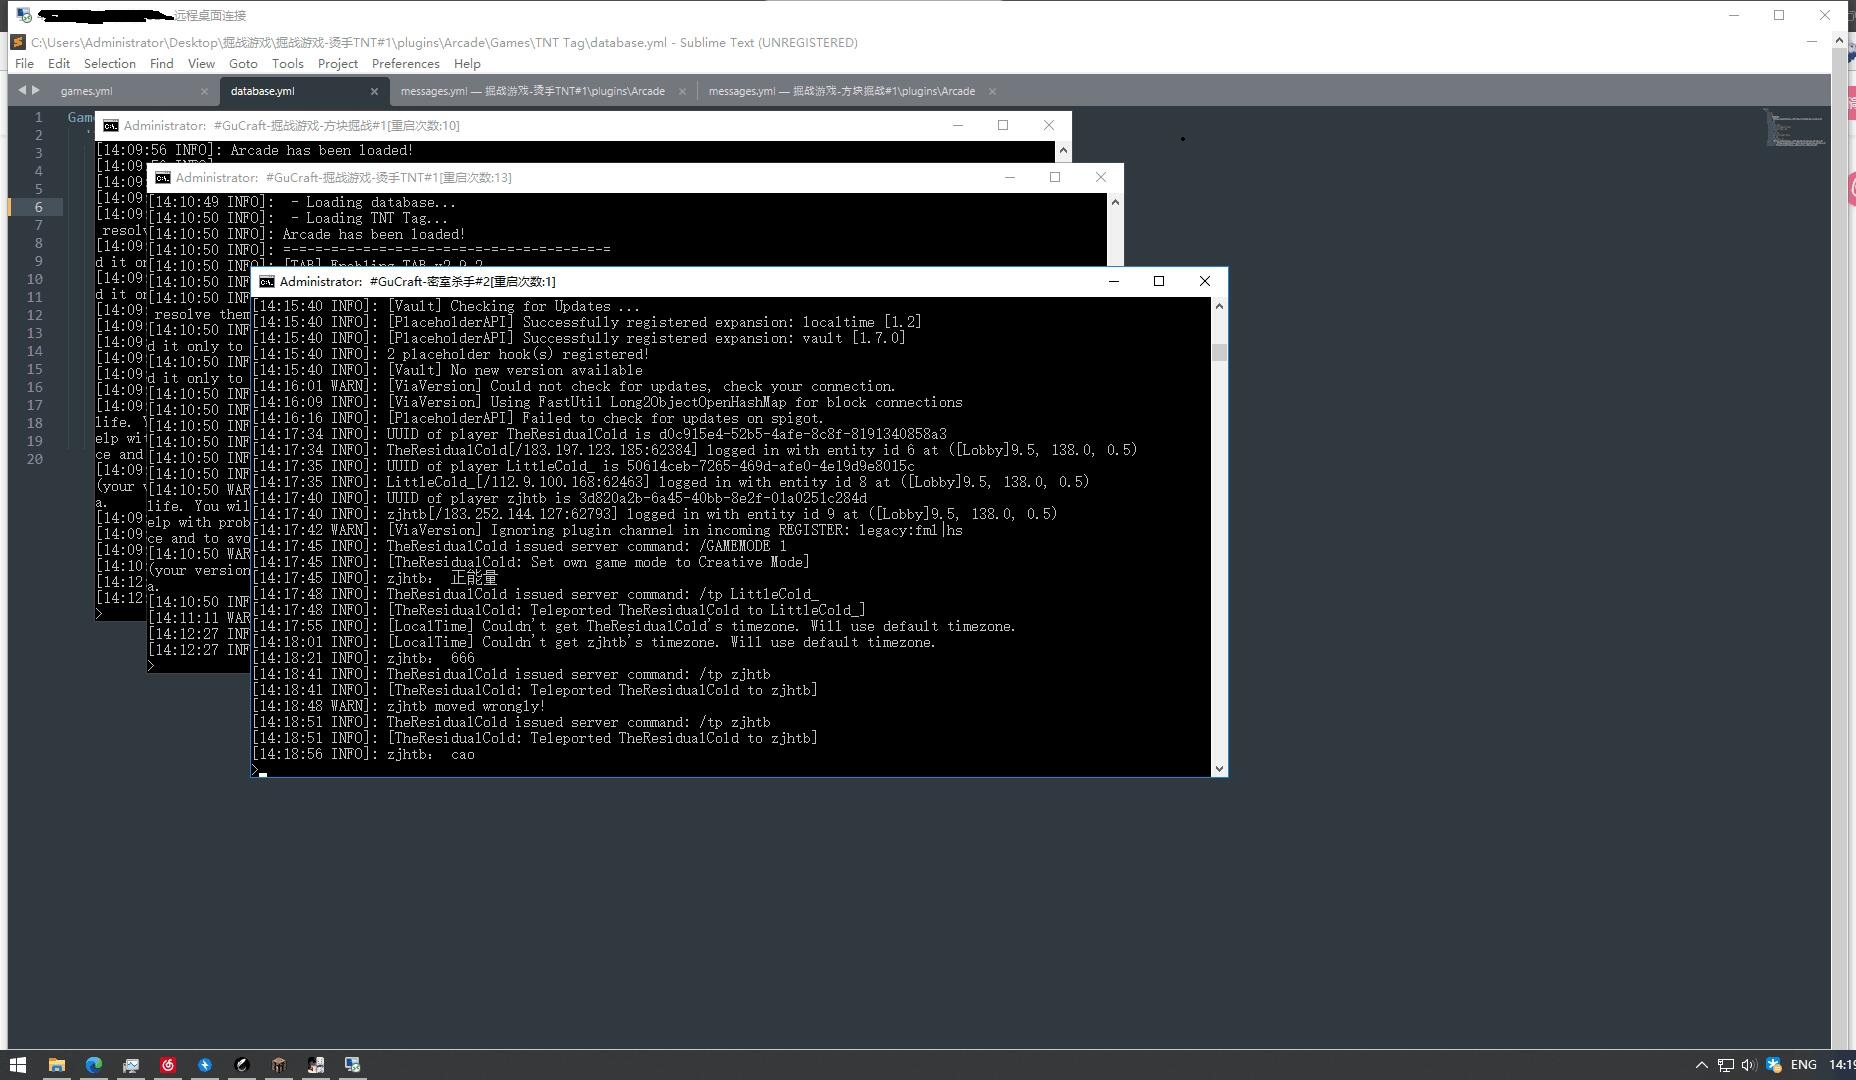 远程桌面连接
C:\Users\Administrator\Desktop\掘战游戏\掘战游戏-烫手TNT#1\plugins\Arcade\Games\TNT Tag\database.yml - Sublime Text (UNREGISTERED)
File Edit Selection Find View Goto Tools Project Preferences Help
games.yml
database.yml
messages.yml — 掘战游戏-烫手TNT#1\plugins\Arcade
messages.yml — 掘战游戏-方块掘战#1\plugins\Arcade
1
2
3
4
5
6
7
8
9
10
11
12
13
14
15
16
17
18
19
20
Gam
Administrator: #GuCraft-掘战游戏-方块掘战#1[重启次数:10]
[14:09:56 INFO]: Arcade has been loaded!
[14:09
[14:09
[14:09
[14:09
resolv
[14:09
d it or
[14:09
d it or
[14:09
[14:09
[14:09
[14:09
[14:09
[14:09
[14:09
life.
elp wit
ce and
[14:09
(your v
a.
[14:09
[14:09
[14:09
[14:10
[14:12
[14:12
>
Administrator: #GuCraft-掘战游戏-烫手TNT#1[重启次数:13]
[14:10:49 INFO]:  - Loading database...
[14:10:50 INFO]:  - Loading TNT Tag...
[14:10:50 INFO]: Arcade has been loaded!
[14:10:50 INFO]: =-=-=-=-=-=-=-=-=-=-=-=-=-=-=-=-=-=-=-=-=
[14:10:50 INFO]: [TAB] Enabling TAB v2.9.2
[14:10:50 INF
[14:10:50 INF
resolve them
[14:10:50 INF
d it only to
[14:10:50 INF
d it only to
[14:10:50 INF
[14:10:50 INF
[14:10:50 INF
[14:10:50 INF
[14:10:50 INF
[14:10:50 INF
[14:10:50 WAR
life. You wil
elp with prob
ce and to avo
[14:10:50 WAR
(your version
a.
[14:10:50 INF
[14:11:11 WAR
[14:12:27 INF
[14:12:27 INF
>
Administrator: #GuCraft-密室杀手#2[重启次数:1]
[14:15:40 INFO]: [Vault] Checking for Updates ...
[14:15:40 INFO]: [PlaceholderAPI] Successfully registered expansion: localtime [1.2]
[14:15:40 INFO]: [PlaceholderAPI] Successfully registered expansion: vault [1.7.0]
[14:15:40 INFO]: 2 placeholder hook(s) registered!
[14:15:40 INFO]: [Vault] No new version available
[14:16:01 WARN]: [ViaVersion] Could not check for updates, check your connection.
[14:16:09 INFO]: [ViaVersion] Using FastUtil Long2ObjectOpenHashMap for block connections
[14:16:16 INFO]: [PlaceholderAPI] Failed to check for updates on spigot.
[14:17:34 INFO]: UUID of player TheResidualCold is d0c915e4-52b5-4afe-8c8f-8191340858a3
[14:17:34 INFO]: TheResidualCold[/183.197.123.185:62384] logged in with entity id 6 at ([Lobby]9.5, 138.0, 0.5)
[14:17:35 INFO]: UUID of player LittleCold_ is 50614ceb-7265-469d-afe0-4e19d9e8015c
[14:17:35 INFO]: LittleCold_[/112.9.100.168:62463] logged in with entity id 8 at ([Lobby]9.5, 138.0, 0.5)
[14:17:40 INFO]: UUID of player zjhtb is 3d820a2b-6a45-40bb-8e2f-01a0251c284d
[14:17:40 INFO]: zjhtb[/183.252.144.127:62793] logged in with entity id 9 at ([Lobby]9.5, 138.0, 0.5)
[14:17:42 WARN]: [ViaVersion] Ignoring plugin channel in incoming REGISTER: legacy:fml|hs
[14:17:45 INFO]: TheResidualCold issued server command: /GAMEMODE 1
[14:17:45 INFO]: [TheResidualCold: Set own game mode to Creative Mode]
[14:17:45 INFO]: zjhtb: 正能量
[14:17:48 INFO]: TheResidualCold issued server command: /tp LittleCold_
[14:17:48 INFO]: [TheResidualCold: Teleported TheResidualCold to LittleCold_]
[14:17:55 INFO]: [LocalTime] Couldn't get TheResidualCold's timezone. Will use default timezone.
[14:18:01 INFO]: [LocalTime] Couldn't get zjhtb's timezone. Will use default timezone.
[14:18:21 INFO]: zjhtb: 666
[14:18:41 INFO]: TheResidualCold issued server command: /tp zjhtb
[14:18:41 INFO]: [TheResidualCold: Teleported TheResidualCold to zjhtb]
[14:18:48 WARN]: zjhtb moved wrongly!
[14:18:51 INFO]: TheResidualCold issued server command: /tp zjhtb
[14:18:51 INFO]: [TheResidualCold: Teleported TheResidualCold to zjhtb]
[14:18:56 INFO]: zjhtb: cao
>
ENG 14:19